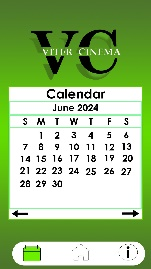 VC
VITER CINEMA
Calendar
June 2024
S M T W T F S
1 2 3 4 5 6
7 8 9 10 11 12 13
14 15 16 17 18 19 20
21 22 23 24 25 26 27
28 29 30
i